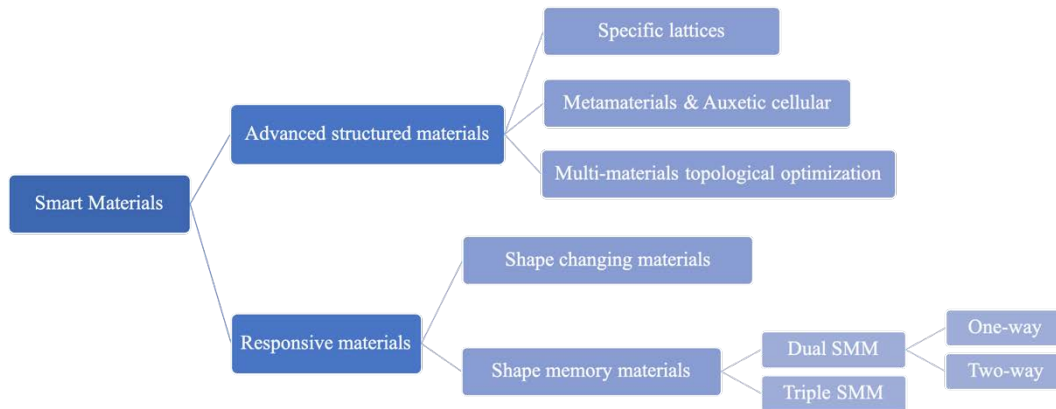 Specific lattices
Metamaterials & Auxetic cellular
Advanced structured materials
Multi-materials topological optimization
Smart Materials
Shape changing materials
Responsive materials
Shape memory materials
Dual SMM
One-way
Two-way
Triple SMM